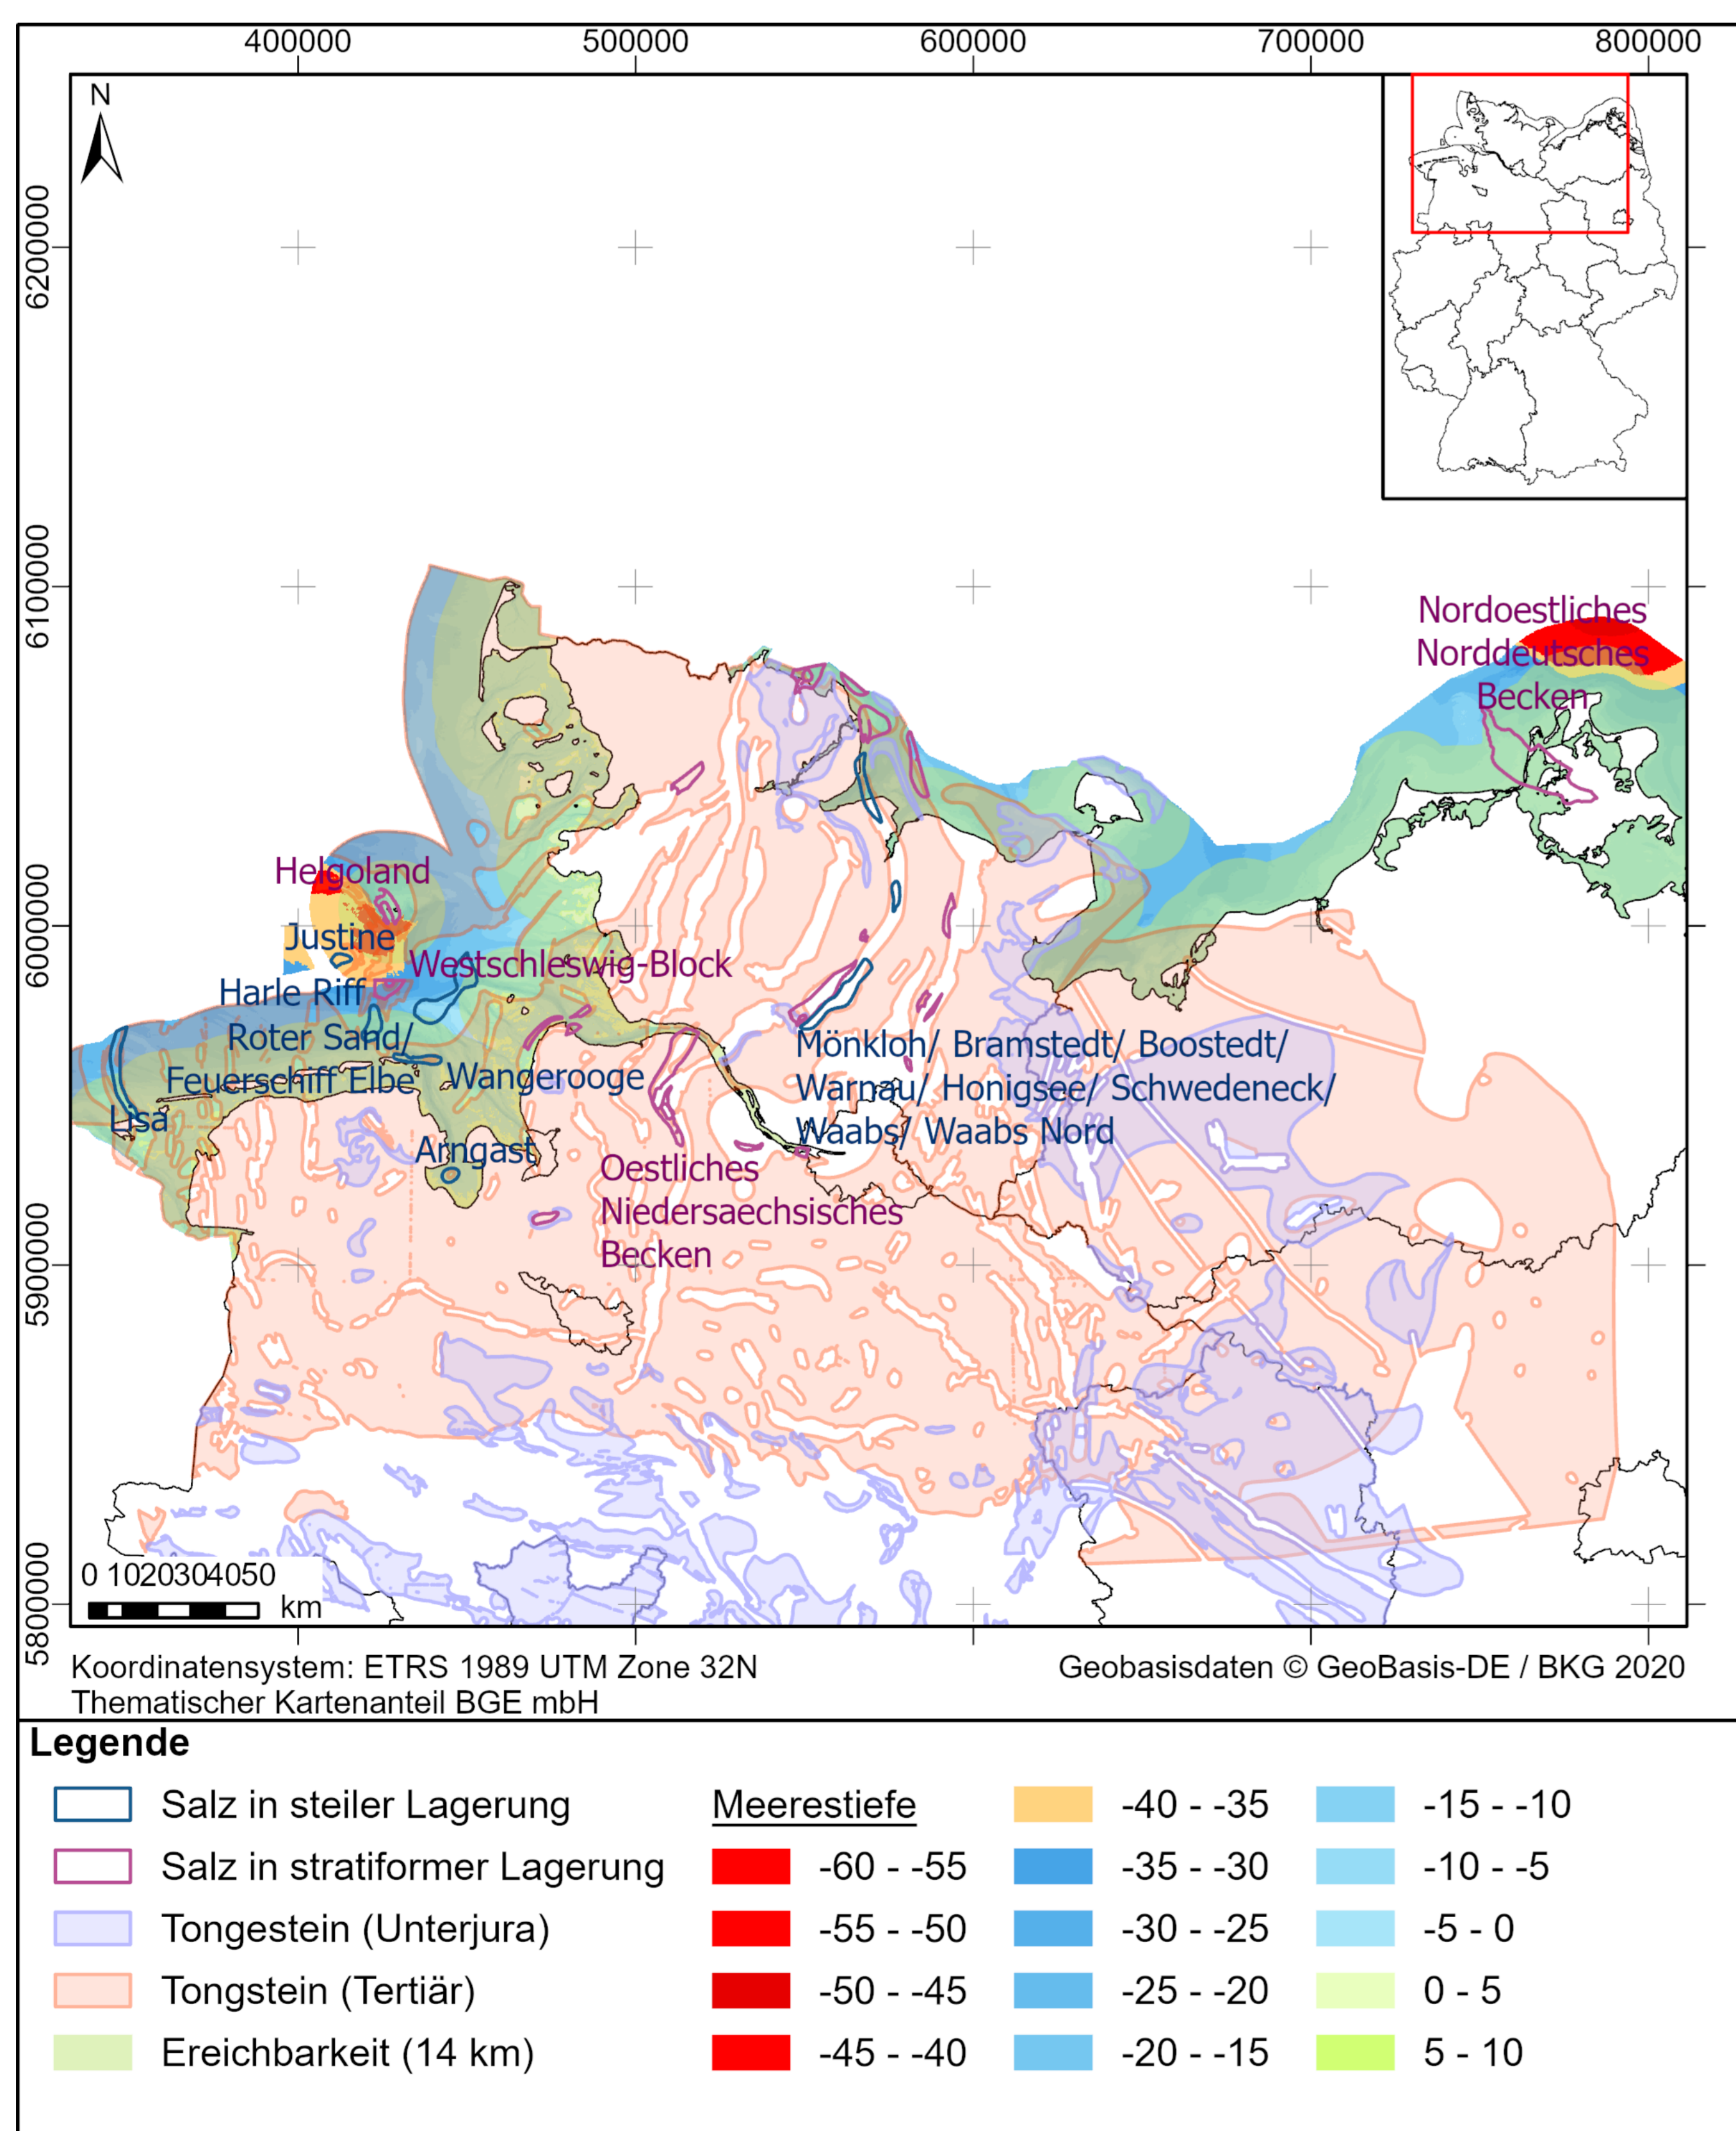 400000 500000 600000 700000 800000
N
6200000
6100000
6000000
5900000
5800000
Nordoestliches
Norddeutsches
Becken
Helgoland
Justine
Westschleswig-Block
Harle Riff
Roter Sand/
Feuerschiff Elbe
Wangerooge
Lisa
Arngast
Mönkloh/ Bramstedt/ Boostedt/
Warnau/ Honigsee/ Schwedeneck/
Waabs/ Waabs Nord
Oestliches
Niedersaechsisches
Becken
0 10 20 30 40 50
km
Koordinatensystem: ETRS 1989 UTM Zone 32N
Thematischer Kartenanteil BGE mbH
Geobasisdaten © GeoBasis-DE / BKG 2020
Legende
Salz in steiler Lagerung
Salz in stratiformer Lagerung
Tongestein (Unterjura)
Tongstein (Tertiär)
Ereichbarkeit (14 km)
Meerestiefe
-60 - -55
-55 - -50
-50 - -45
-45 - -40
-40 - -35
-35 - -30
-30 - -25
-25 - -20
-20 - -15
-15 - -10
-10 - -5
-5 - 0
0 - 5
5 - 10